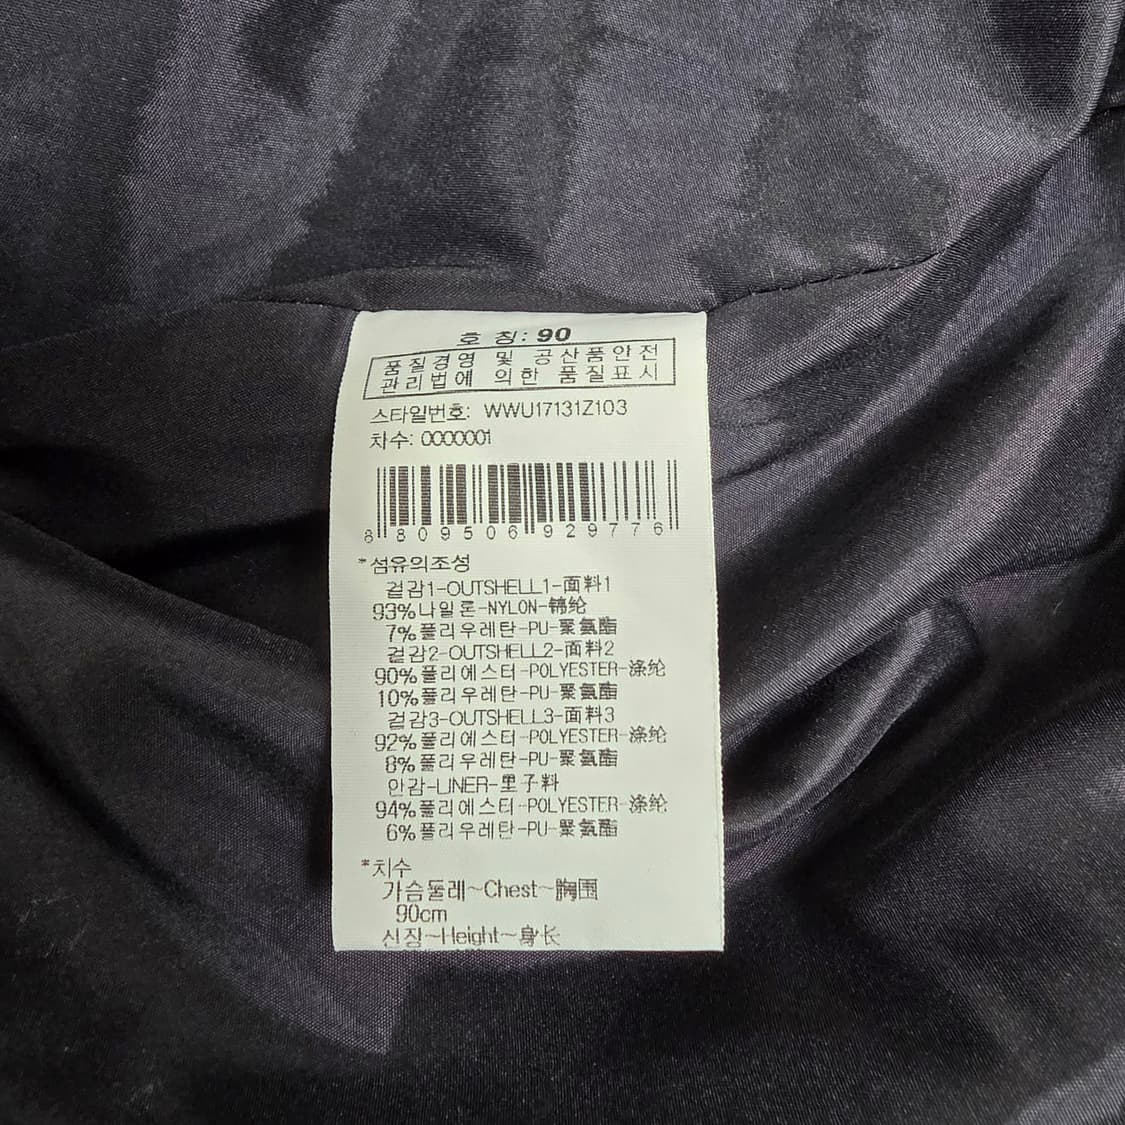 호 칭: 90
품질경영 및 공산품안전
관리법에 의한 품질표시
스타일번호: WWU17131Z103
차수: 0000001
8 809506 929776
*섬유의조성
겉감1-OUTSHELL1-面料1
93%나일론-NYLON-锦纶
7%폴리우레탄-PU-聚氨酯
겉감2-OUTSHELL2-面料2
90%폴리에스터-POLYESTER-涤纶
10%폴리우레탄-PU-聚氨酯
겉감3-OUTSHELL3-面料3
92%폴리에스터-POLYESTER-涤纶
8%폴리우레탄-PU-聚氨酯
안감-LINER-里子料
94%폴리에스터-POLYESTER-涤纶
6%폴리우레탄-PU-聚氨酯
*치수
가슴둘레~Chest~胸围
90cm
신장~Height~身长